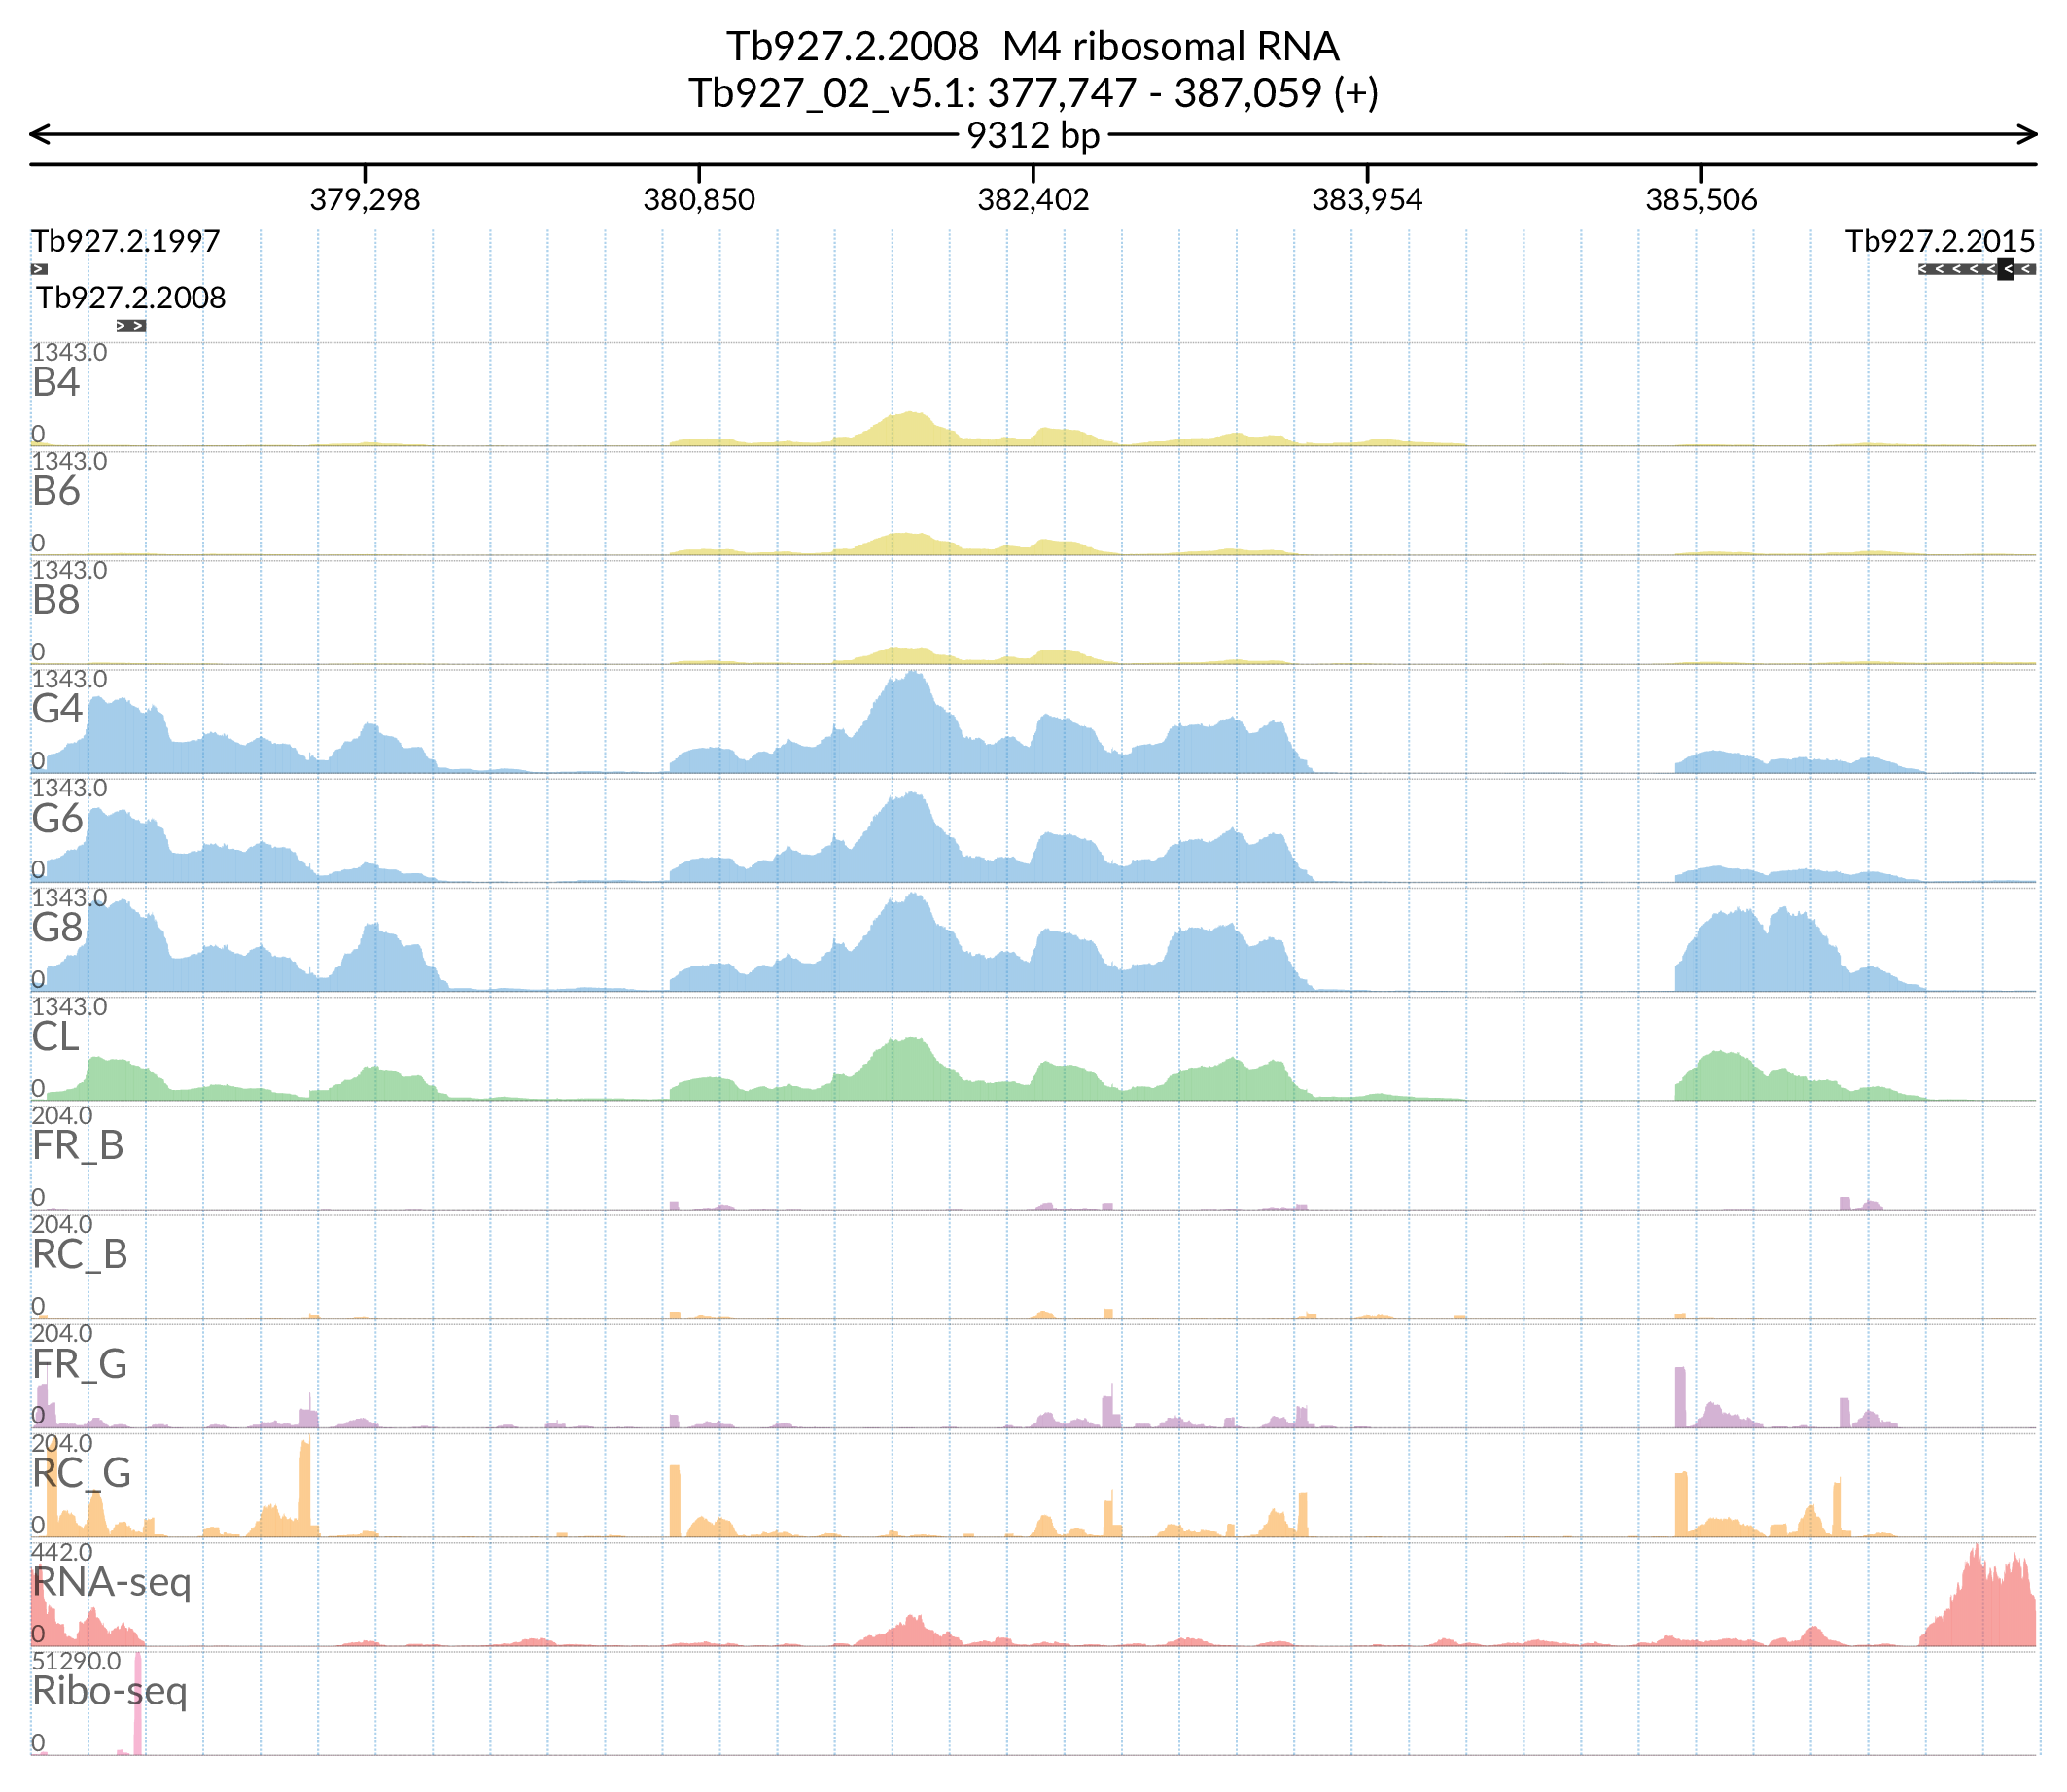 Tb927.2.2008  M4 ribosomal RNA
Tb927_02_v5.1: 377,747 - 387,059 (+)
9312 bp
379,298 380,850 382,402 383,954 385,506
Tb927.2.1997 Tb927.2.2015
Tb927.2.2008
1343.0
B4
0
1343.0
B6
0
1343.0
B8
0
1343.0
G4
0
1343.0
G6
0
1343.0
G8
0
1343.0
CL
0
204.0
FR_B
0
204.0
RC_B
0
204.0
FR_G
0
204.0
RC_G
0
442.0
RNA-seq
0
51290.0
Ribo-seq
0